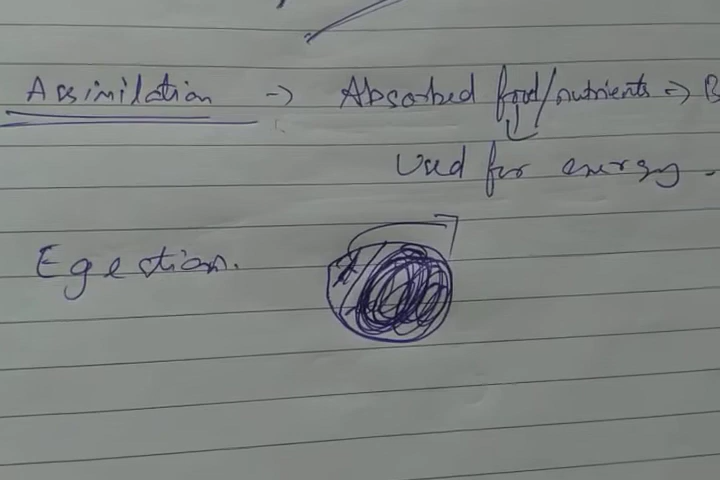 Assimilation → Absorbed food/nutrients → B
↓
Used for energy.
Egestion.